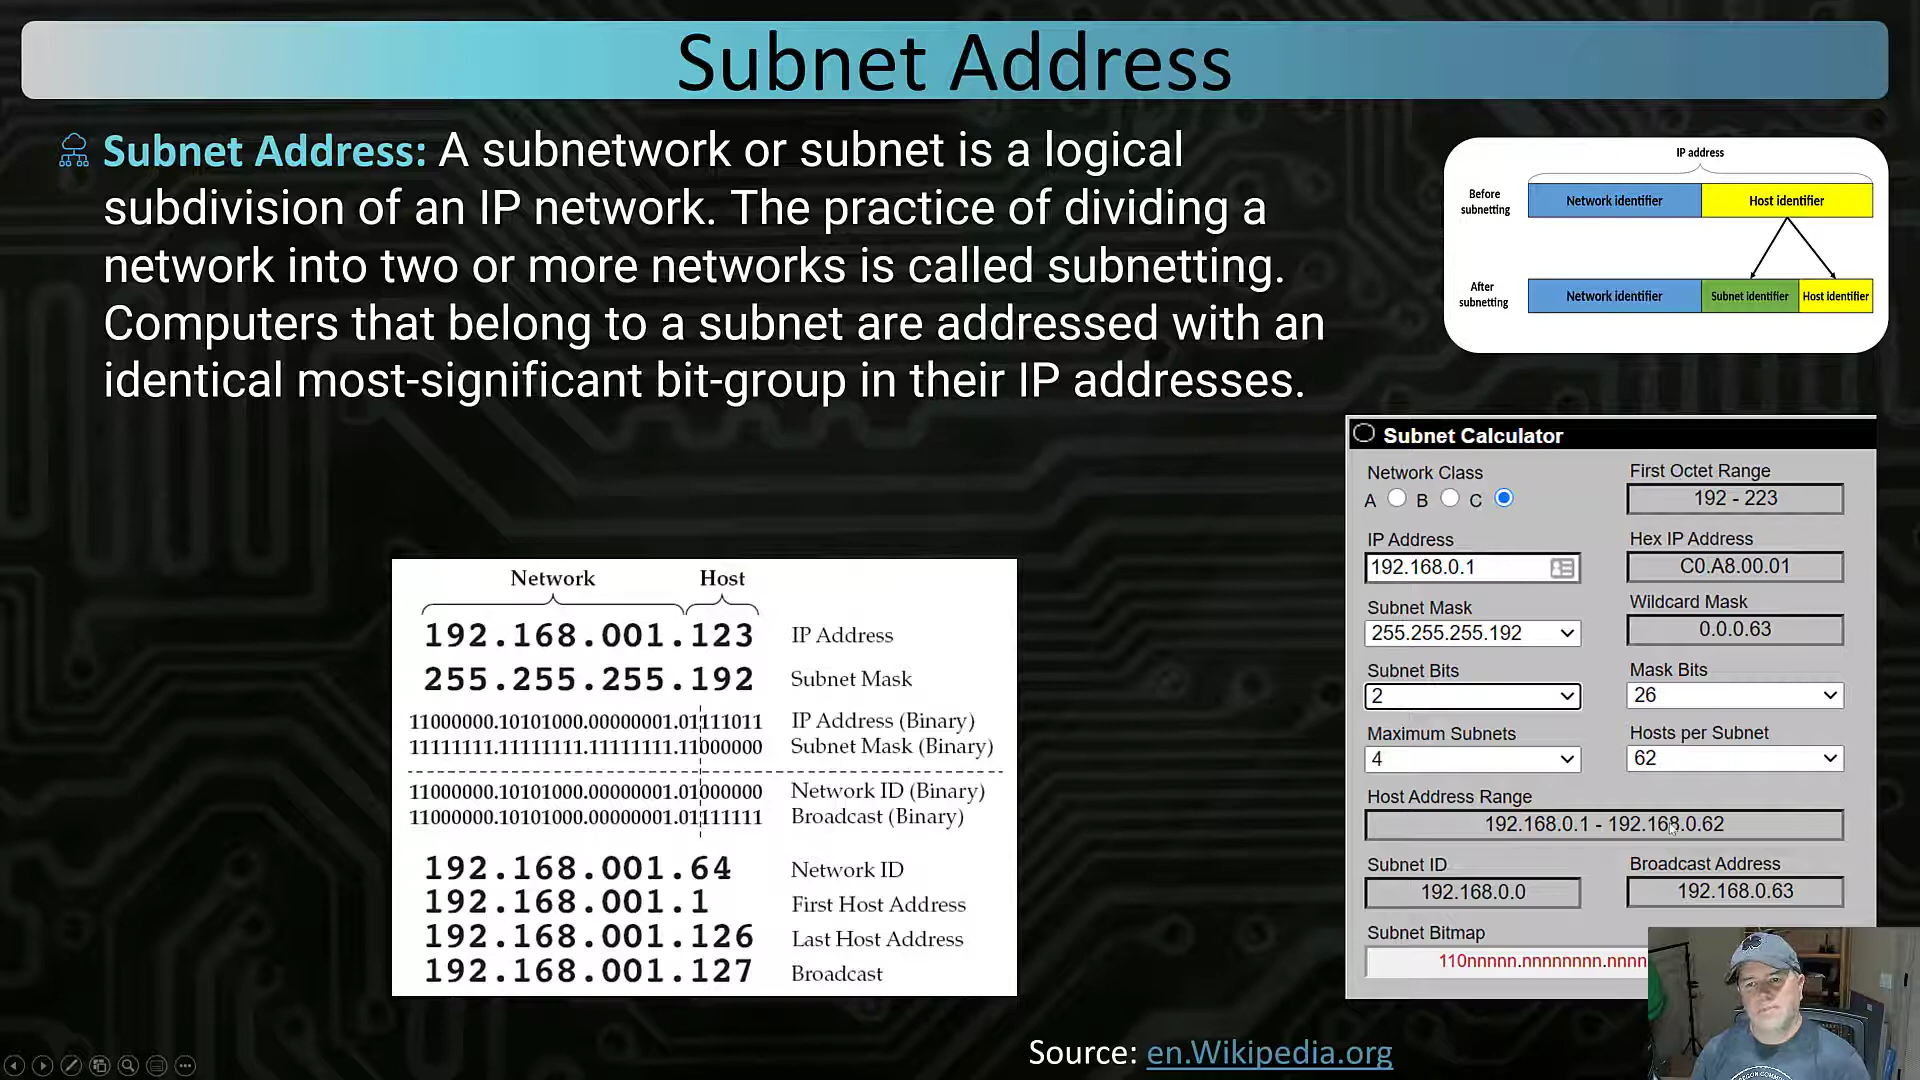 Subnet Address
Subnet Address: A subnetwork or subnet is a logical
subdivision of an IP network. The practice of dividing a
network into two or more networks is called subnetting.
Computers that belong to a subnet are addressed with an
identical most-significant bit-group in their IP addresses.
IP address
Before
subnetting
Network identifier
Host identifier
After
subnetting
Network identifier
Subnet identifier
Host identifier
Network Host
192.168.001.123 IP Address
255.255.255.192 Subnet Mask
11000000.10101000.00000001.01111011 IP Address (Binary)
11111111.11111111.11111111.11000000 Subnet Mask (Binary)
11000000.10101000.00000001.01000000 Network ID (Binary)
11000000.10101000.00000001.01111111 Broadcast (Binary)
192.168.001.64 Network ID
192.168.001.1 First Host Address
192.168.001.126 Last Host Address
192.168.001.127 Broadcast
Subnet Calculator
Network Class
A B C
First Octet Range
192 - 223
IP Address
192.168.0.1
Hex IP Address
C0.A8.00.01
Subnet Mask
255.255.255.192
Wildcard Mask
0.0.0.63
Subnet Bits
2
Mask Bits
26
Maximum Subnets
4
Hosts per Subnet
62
Host Address Range
192.168.0.1 - 192.168.0.62
Subnet ID
192.168.0.0
Broadcast Address
192.168.0.63
Subnet Bitmap
110nnnnn.nnnnnnnn.nnnn
Source: en.Wikipedia.org